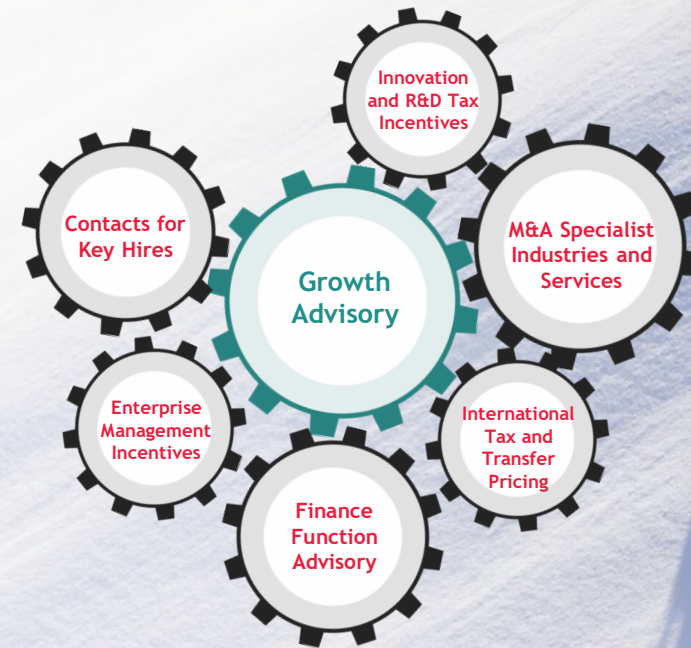 Innovation
and R&D Tax
Incentives
Contacts for
Key Hires
M&A Specialist
Industries and
Services
Growth
Advisory
Enterprise
Management
Incentives
International
Tax and
Transfer
Pricing
Finance
Function
Advisory